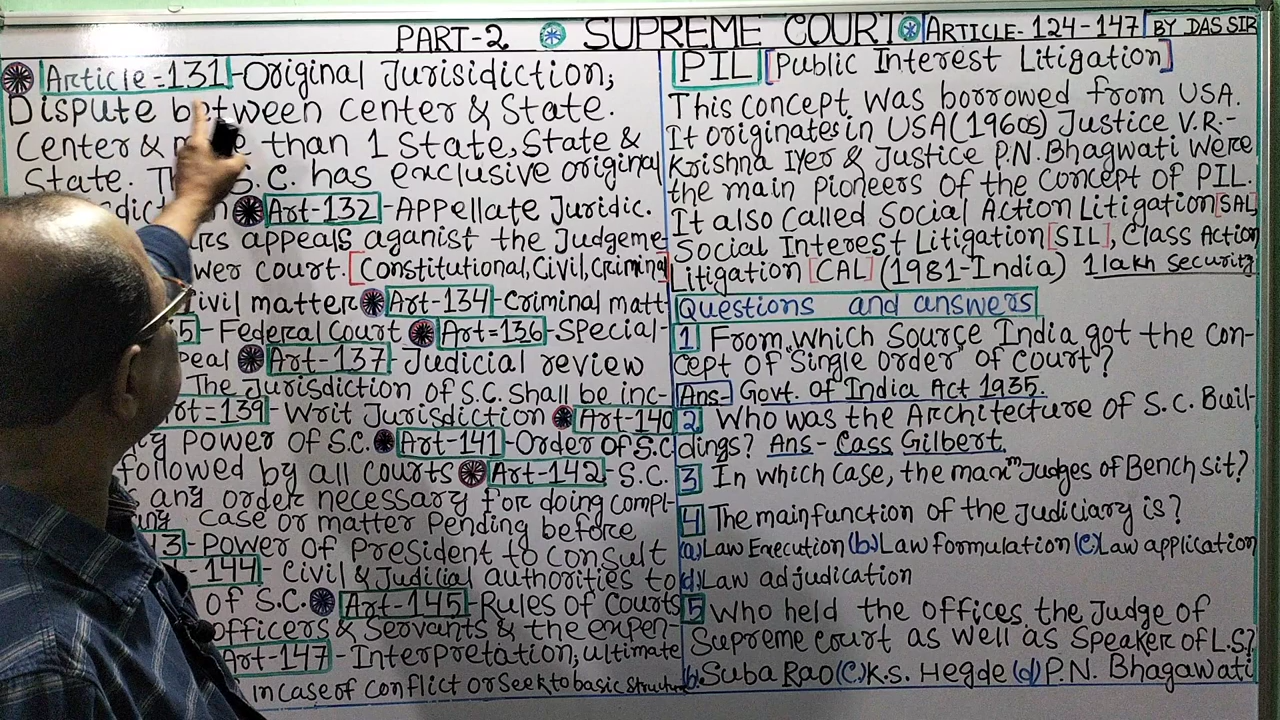 PART-2 SUPREME COURT ARTICLE-124-147 BY DAS SIR
Article=131-Original Jurisidiction;
Dispute between center & State.
Center & than 1 State, State &
State. S.C. has exclusive original
Art-132-Appellate Juridic.
appeals aganist the Judgeme
court. [Constitutional, Civil, Criminal]
ivil matter Art-134-Criminal matt
5-Federal Court Art=136-Special-
peal Art-137-Judicial review
The Jurisdiction of S.C. Shall be inc-
rt=139-Writ Jurisdiction Art-140
g power of S.C. Art-141-Order of S.C
followed by all courts Art-142-S.C.
any order necessary for doing compl-
case or matter Pending before
3-Power of President to consult
-144-Civil & Judicial authorities to
of S.C. Art-145-Rules of Courts
officers & Servants & the expen-
Art-147-Interpretation, ultimate
in case of conflict or Seek to basic Structure
PIL [Public Interest Litigation]
This concept was borrowed from USA.
It originates in USA (1960s) Justice V.R.-
Krishna Iyer & Justice P.N. Bhagwati were
the main pioneers of the concept of PIL.
It also called Social Action Litigation [SAL]
Social Interest Litigation [SIL], Class Action
Litigation [CAL] (1981-India) 1 lakh security
Questions and answers
1 From which Source India got the con-
cept of "Single order" of court?
Ans- Govt. of India Act 1935.
2 Who was the Architecture of S.C. Buil-
dings? Ans- Cass Gilbert.
3 In which case, the maxm Judges of Bench sit?
4 The main function of the Judiciary is?
(a) Law Execution (b) Law formulation (c) Law application
(d) Law adjudication
5 Who held the offices the Judge of
Supreme court as well as Speaker of L.S?
(b). Suba Rao (C) K.S. Hegde (d) P.N. Bhagawati